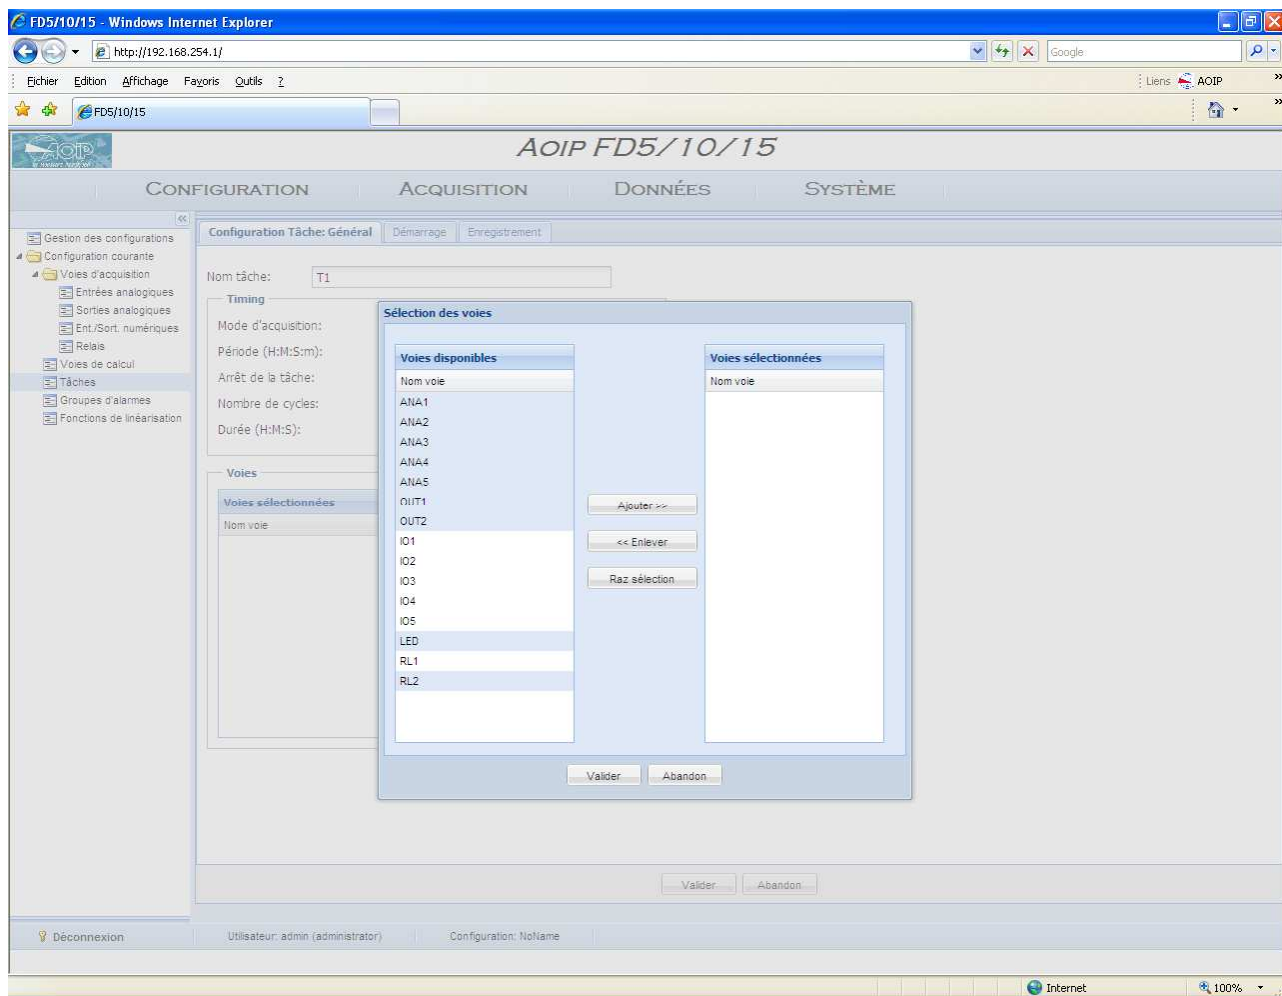 FD5/10/15 - Windows Internet Explorer
http://192.168.254.1/
Google
Fichier Edition Affichage Favoris Outils ?
Liens AOIP »
FD5/10/15
»
AOIP
AOIP FD5/10/15
CONFIGURATION ACQUISITION DONNÉES SYSTÈME
Gestion des configurations
Configuration courante
Voies d'acquisition
Entrées analogiques
Sorties analogiques
Ent./Sort. numériques
Relais
Voies de calcul
Tâches
Groupes d'alarmes
Fonctions de linéarisation
Configuration Tâche: Général Démarrage Enregistrement
Nom tâche: T1
Timing
Mode d'acquisition:
Période (H:M:S:m):
Arrêt de la tâche:
Nombre de cycles:
Durée (H:M:S):
Voies
Voies sélectionnées
Nom voie
Sélection des voies
Voies disponibles
Nom voie
ANA1
ANA2
ANA3
ANA4
ANA5
OUT1
OUT2
IO1
IO2
IO3
IO4
IO5
LED
RL1
RL2
Ajouter >>
<< Enlever
Raz sélection
Voies sélectionnées
Nom voie
Valider Abandon
Valider Abandon
Déconnexion Utilisateur: admin (administrator) Configuration: NoName
Internet 100%